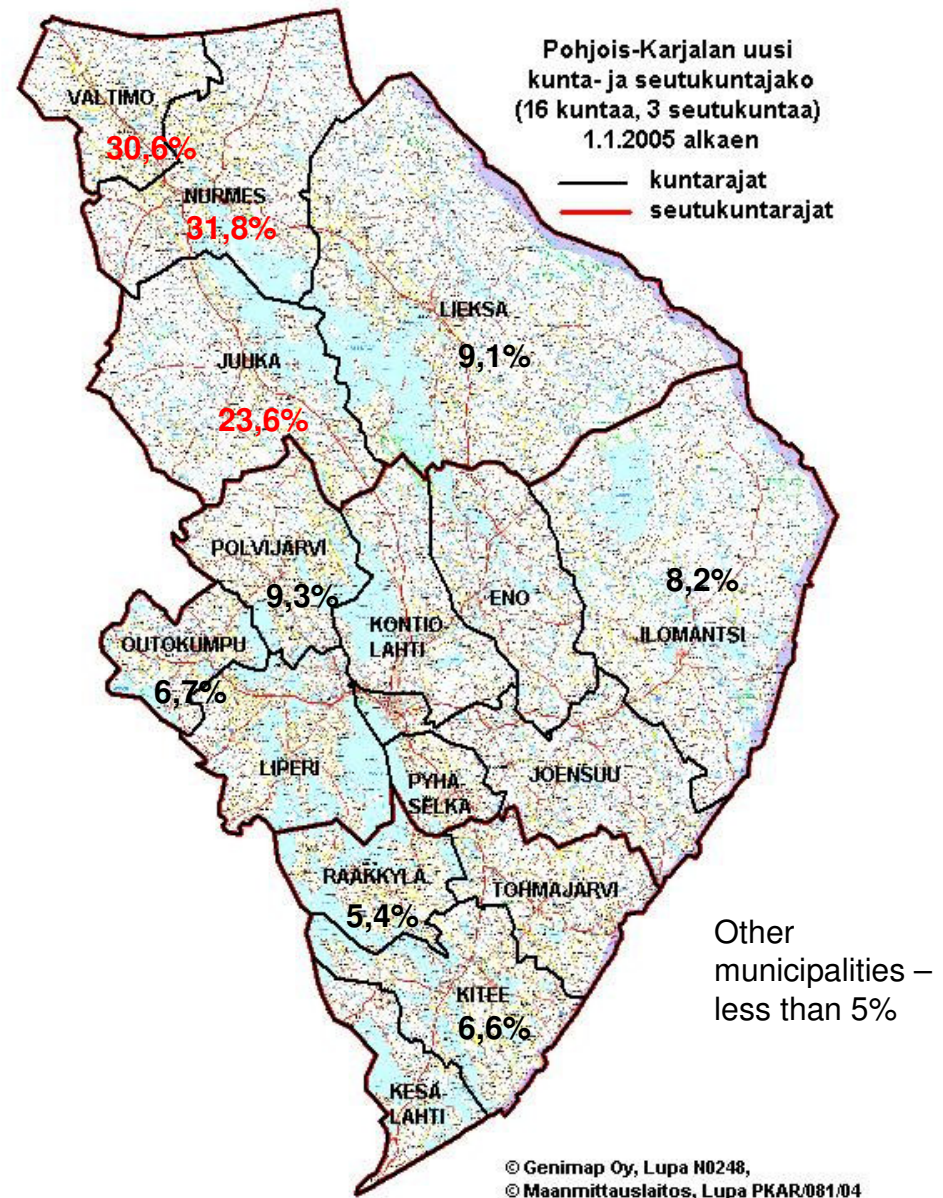 Pohjois-Karjalan uusi
kunta- ja seutukuntajako
(16 kuntaa, 3 seutukuntaa)
1.1.2005 alkaen
kuntarajat
seutukuntarajat
VALTIMO
30,6%
NURMES
31,8%
LIEKSA
9,1%
JUUKA
23,6%
POLVIJÄRVI
9,3%
8,2%
ILOMANTSI
ENO
KONTIO
LAHTI
OUTOKUMPU
6,7%
LIPERI
PYHÄ-
SELKÄ
JOENSUU
RÄÄKKYLÄ
5,4%
TOHMAJÄRVI
KITEE
6,6%
KESÄ-
LAHTI
Other
municipalities –
less than 5%
© Genimap Oy, Lupa N0248,
© Maanmittauslaitos, Lupa PKAR/081/04